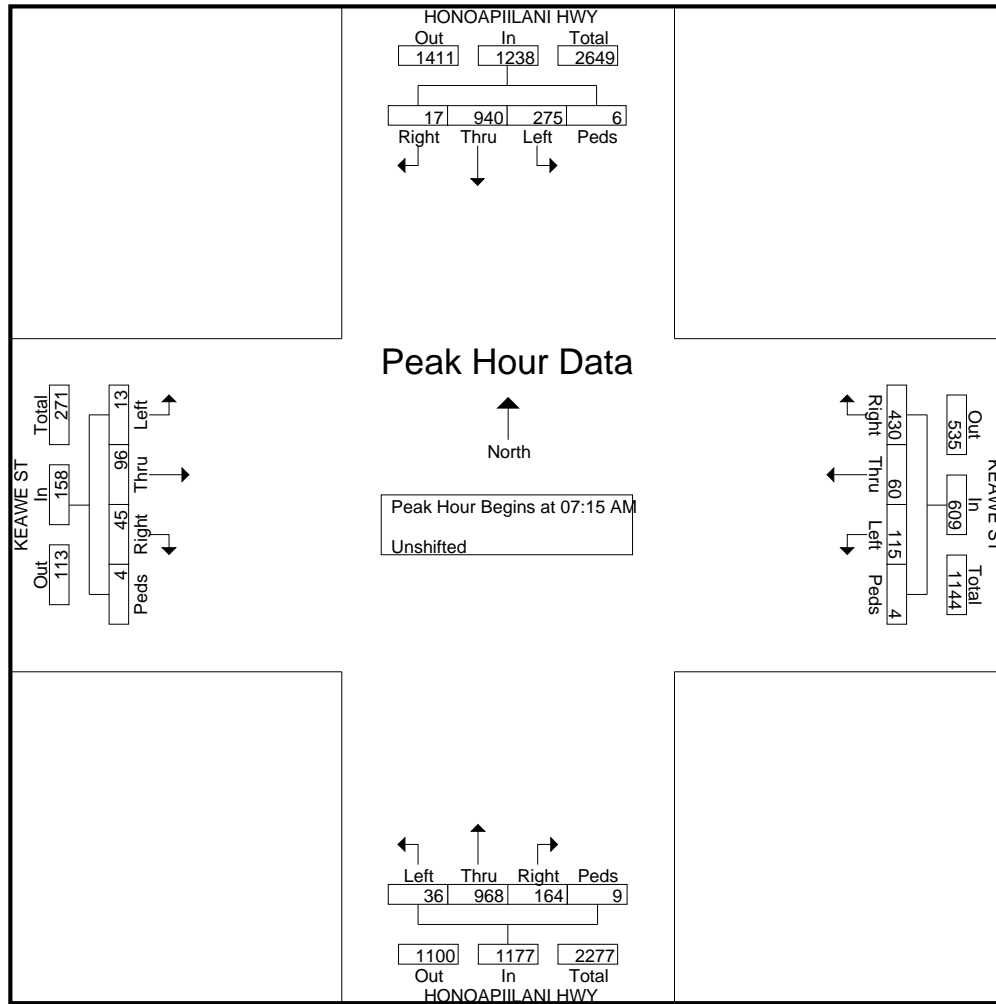 HONOAPIILANI HWY
Out In Total
1411 1238 2649
17 940 275 6
Right Thru Left Peds
Peak Hour Data
North
Peak Hour Begins at 07:15 AM
Unshifted
KEAWE ST
Total In Out
271 158 113
13 96 45 4
Left Thru Right Peds
Right Thru Left Peds
430 60 115 4
Out In Total
535 609 1144
KEAWE ST
Left Thru Right Peds
36 968 164 9
1100 1177 2277
Out In Total
HONOAPIILANI HWY